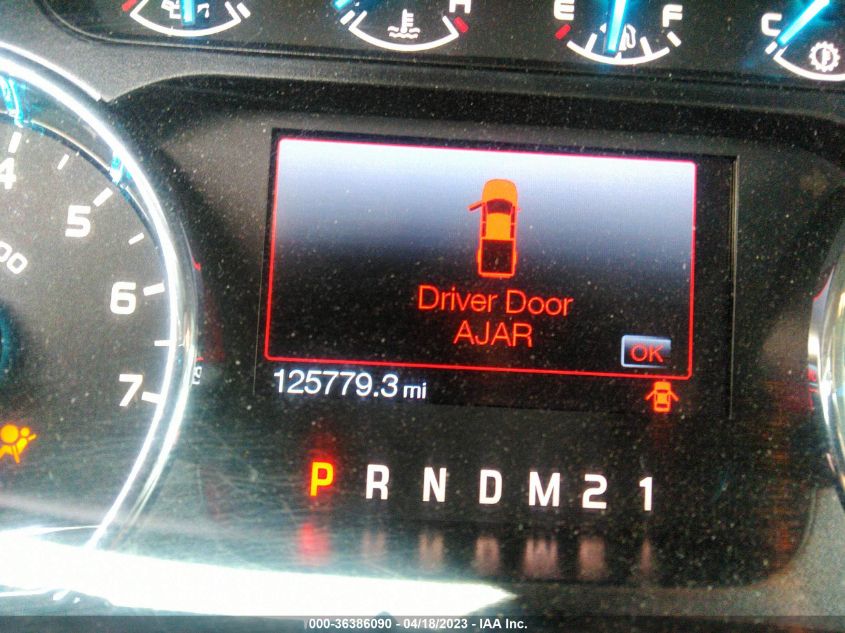 H
E F
C
4
5
6
7
00
Driver Door
AJAR
OK
125779.3 mi
P R N D M 2 1
000-36386090 - 04/18/2023 - IAA Inc.